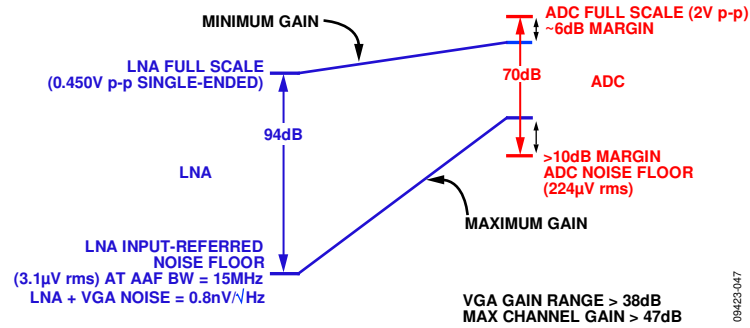 MINIMUM GAIN
ADC FULL SCALE (2V p-p)
~6dB MARGIN
LNA FULL SCALE
(0.450V p-p SINGLE-ENDED)
70dB
ADC
94dB
LNA
>10dB MARGIN
ADC NOISE FLOOR
(224µV rms)
MAXIMUM GAIN
LNA INPUT-REFERRED
NOISE FLOOR
(3.1µV rms) AT AAF BW = 15MHz
LNA + VGA NOISE = 0.8nV/√Hz
VGA GAIN RANGE > 38dB
MAX CHANNEL GAIN > 47dB
09423-047